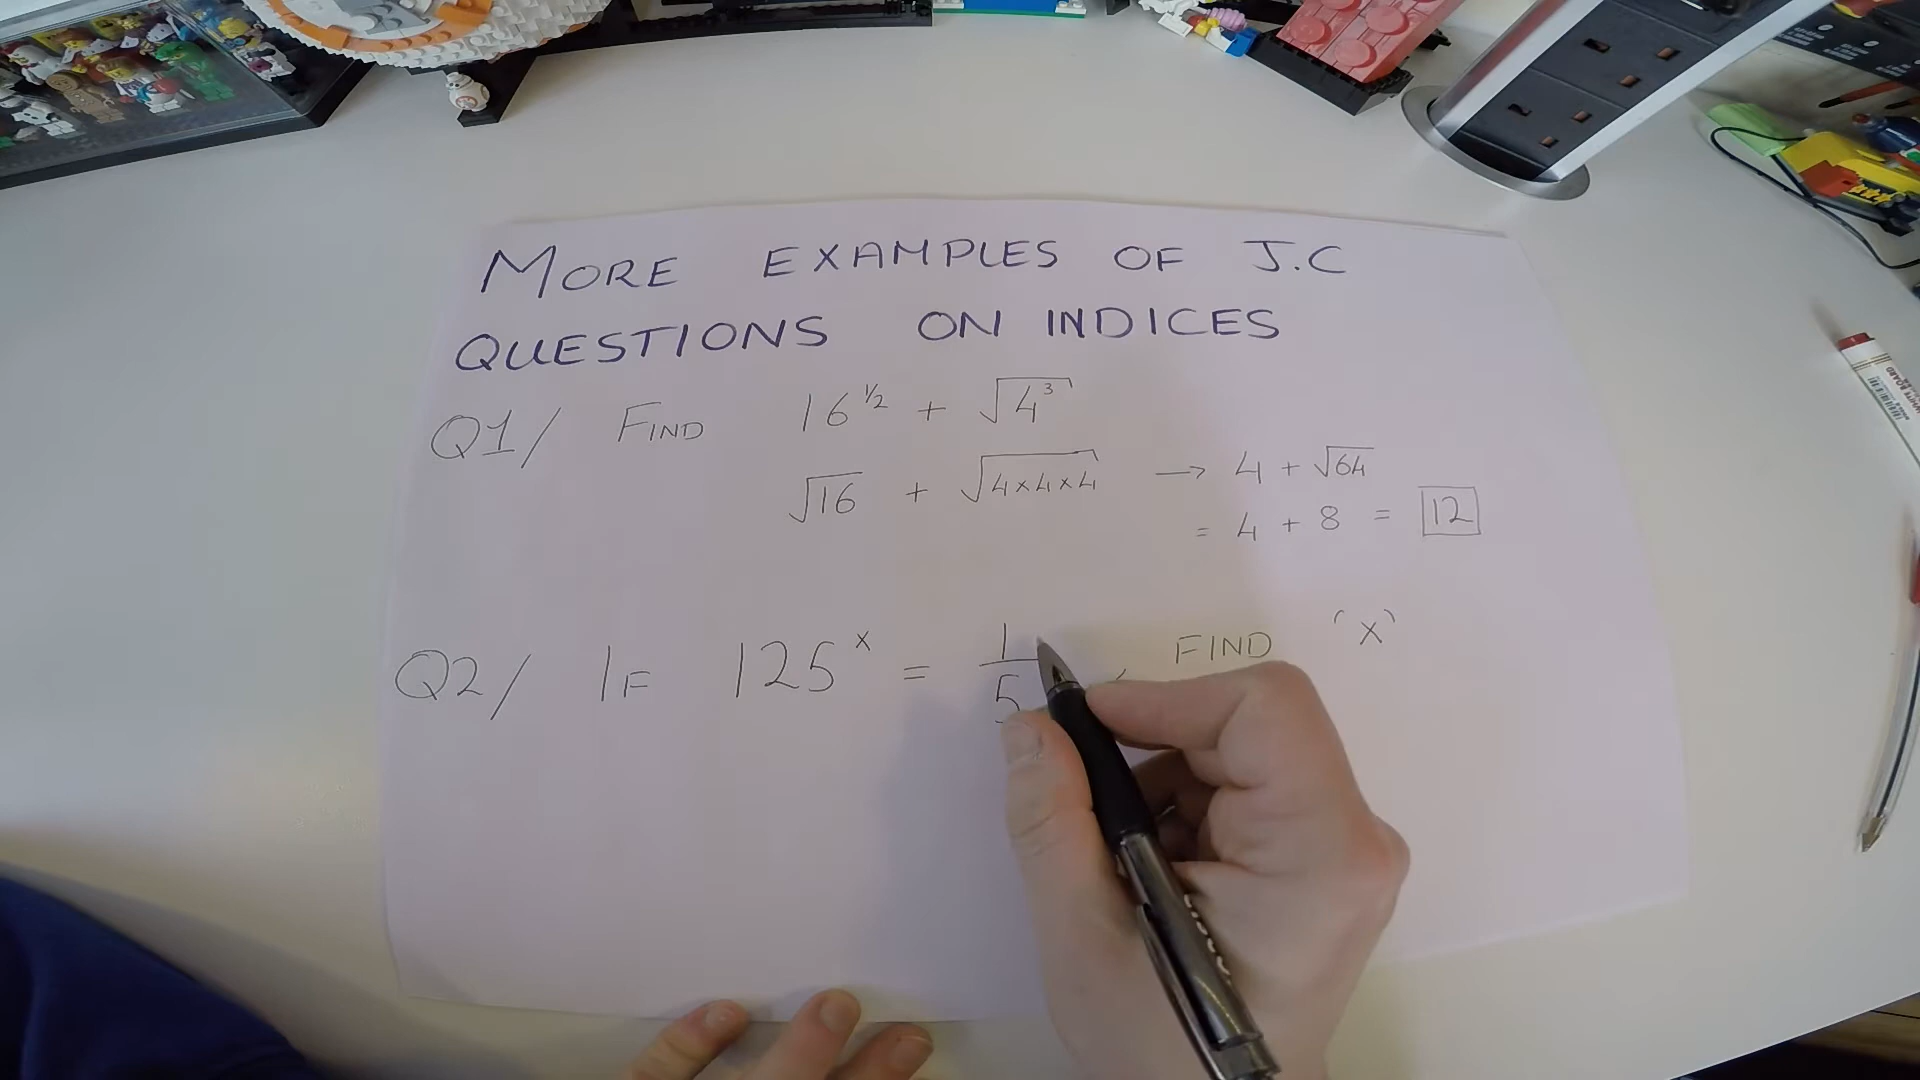 MORE EXAMPLES OF J.C
QUESTIONS ON INDICES
Q1/ FIND 16^½ + √4³
√16 + √4×4×4 → 4 + √64
= 4 + 8 = 12
Q2/ IF 125^x = 1/5, FIND 'x'